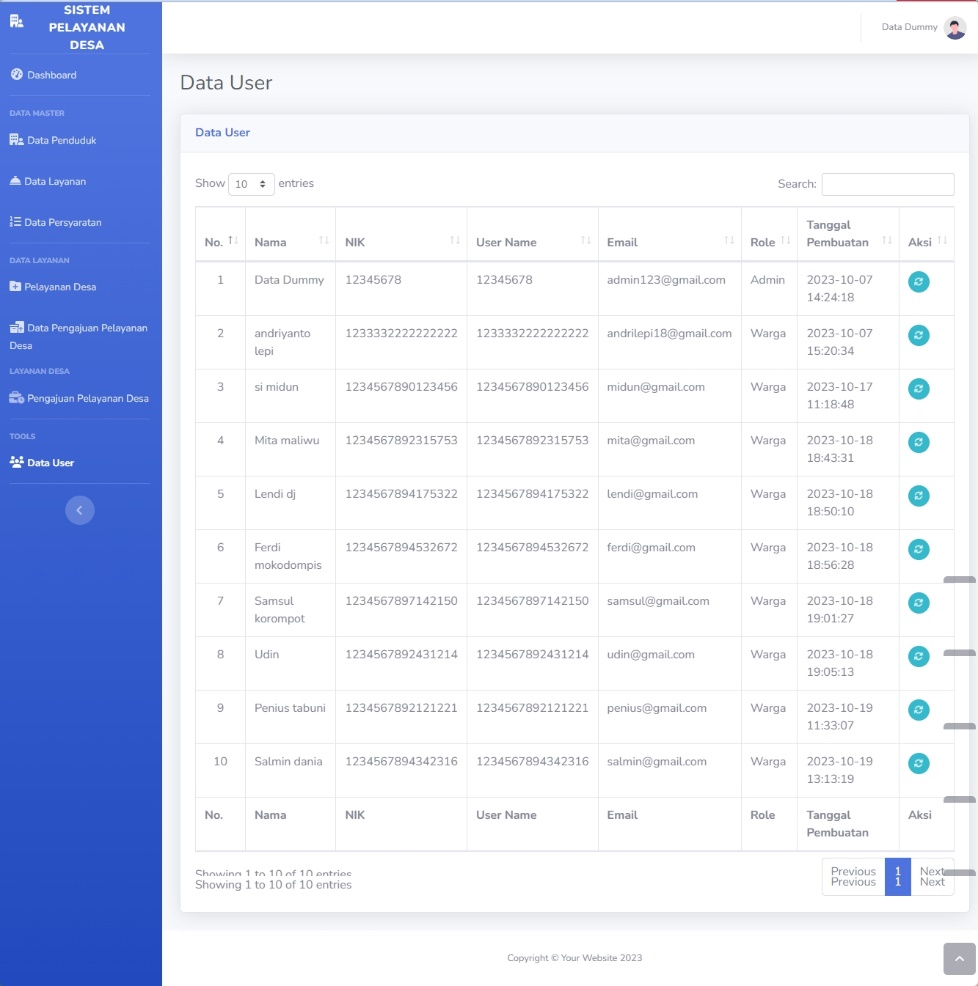 SISTEM
PELAYANAN
DESA
Dashboard
DATA MASTER
Data Penduduk
Data Layanan
Data Persyaratan
DATA LAYANAN
Pelayanan Desa
Data Pengajuan Pelayanan
Desa
LAYANAN DESA
Pengajuan Pelayanan Desa
TOOLS
Data User
Data Dummy
Data User
Data User
Show 10 entries
Search:
No. Nama NIK User Name Email Role Tanggal Pembuatan Aksi
1 Data Dummy 12345678 12345678 admin123@gmail.com Admin 2023-10-07 14:24:18
2 andriyanto lepi 1233332222222222 1233332222222222 andrilepi18@gmail.com Warga 2023-10-07 15:20:34
3 si midun 1234567890123456 1234567890123456 midun@gmail.com Warga 2023-10-17 11:18:48
4 Mita maliwu 1234567892315753 1234567892315753 mita@gmail.com Warga 2023-10-18 18:43:31
5 Lendi dj 1234567894175322 1234567894175322 lendi@gmail.com Warga 2023-10-18 18:50:10
6 Ferdi mokodompis 1234567894532672 1234567894532672 ferdi@gmail.com Warga 2023-10-18 18:56:28
7 Samsul korompot 1234567897142150 1234567897142150 samsul@gmail.com Warga 2023-10-18 19:01:27
8 Udin 1234567892431214 1234567892431214 udin@gmail.com Warga 2023-10-18 19:05:13
9 Penius tabuni 1234567892121221 1234567892121221 penius@gmail.com Warga 2023-10-19 11:33:07
10 Salmin dania 1234567894342316 1234567894342316 salmin@gmail.com Warga 2023-10-19 13:13:19
No. Nama NIK User Name Email Role Tanggal Pembuatan Aksi
Showing 1 to 10 of 10 entries
Showing 1 to 10 of 10 entries
Previous 1 Next
Previous 1 Next
Copyright © Your Website 2023